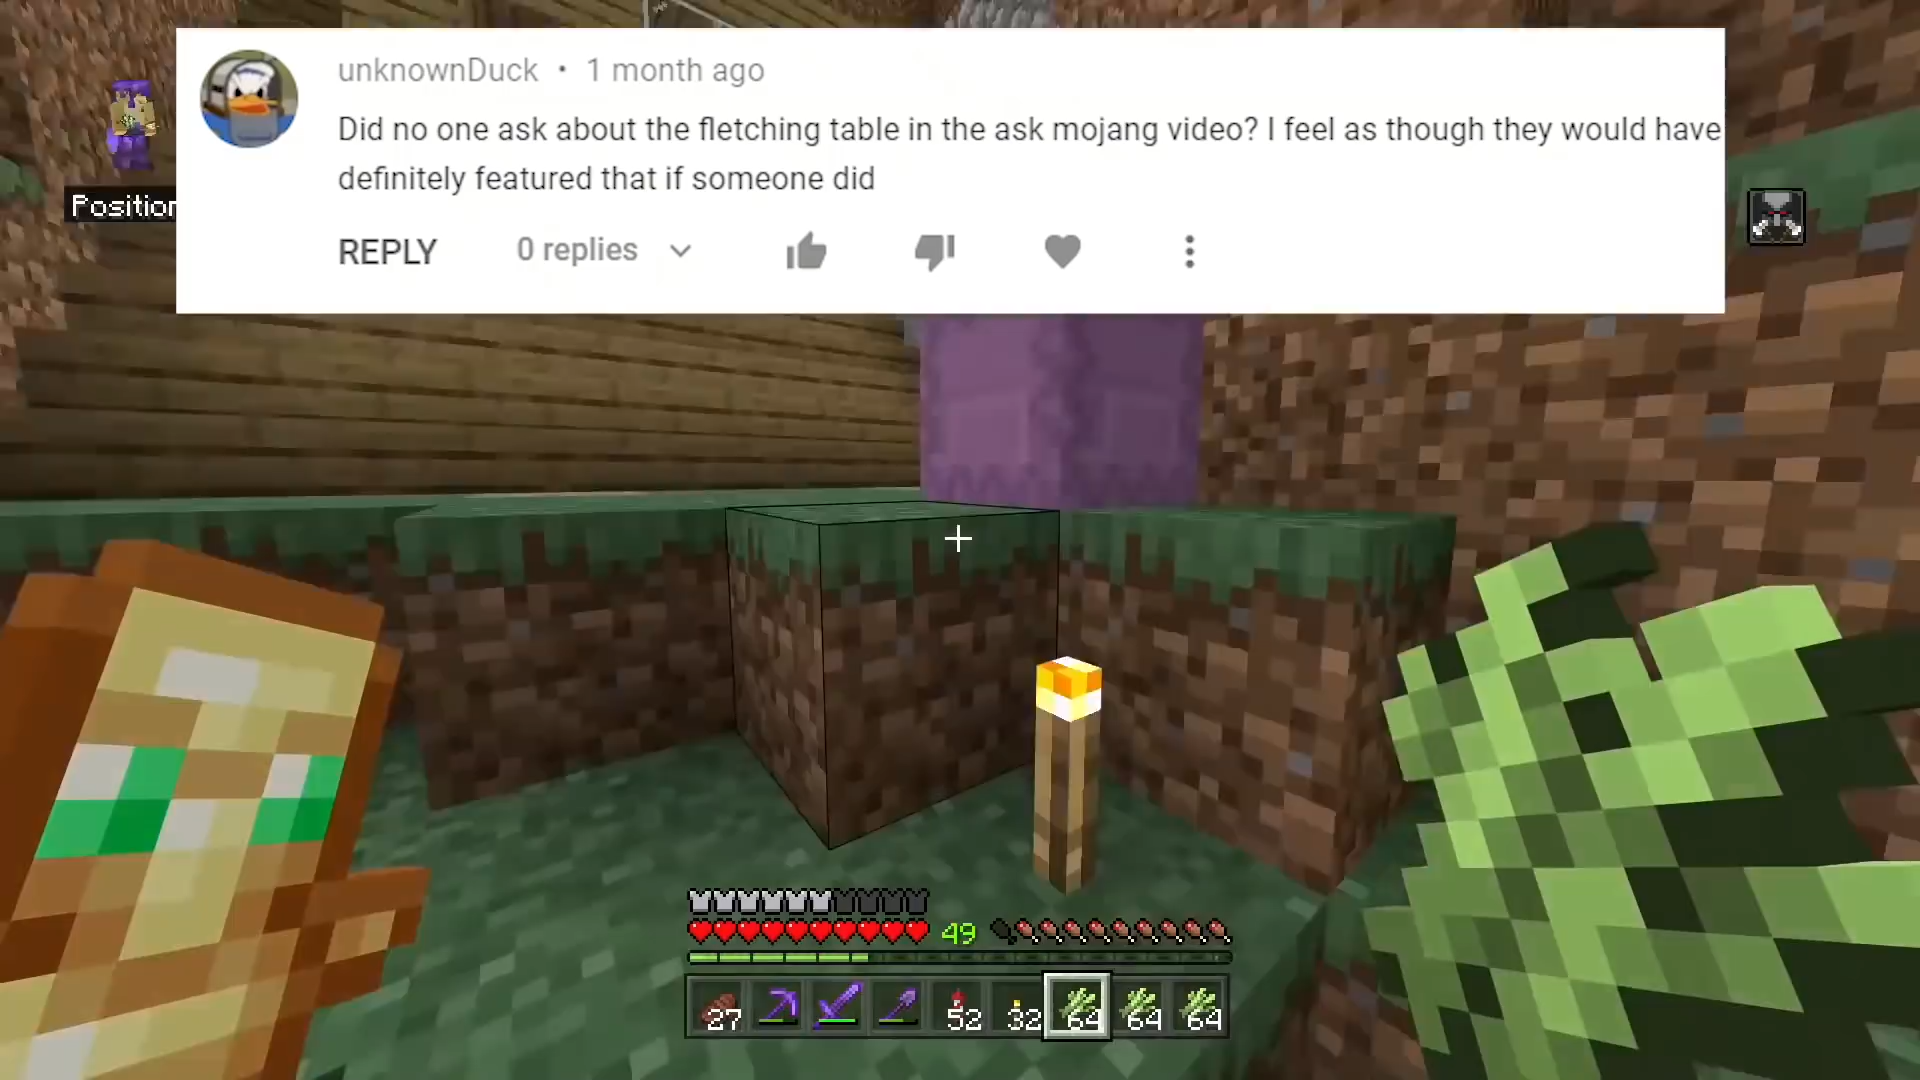 unknownDuck • 1 month ago
Did no one ask about the fletching table in the ask mojang video? I feel as though they would have
definitely featured that if someone did
Position
REPLY 0 replies
49
27 52 32 64 64 64